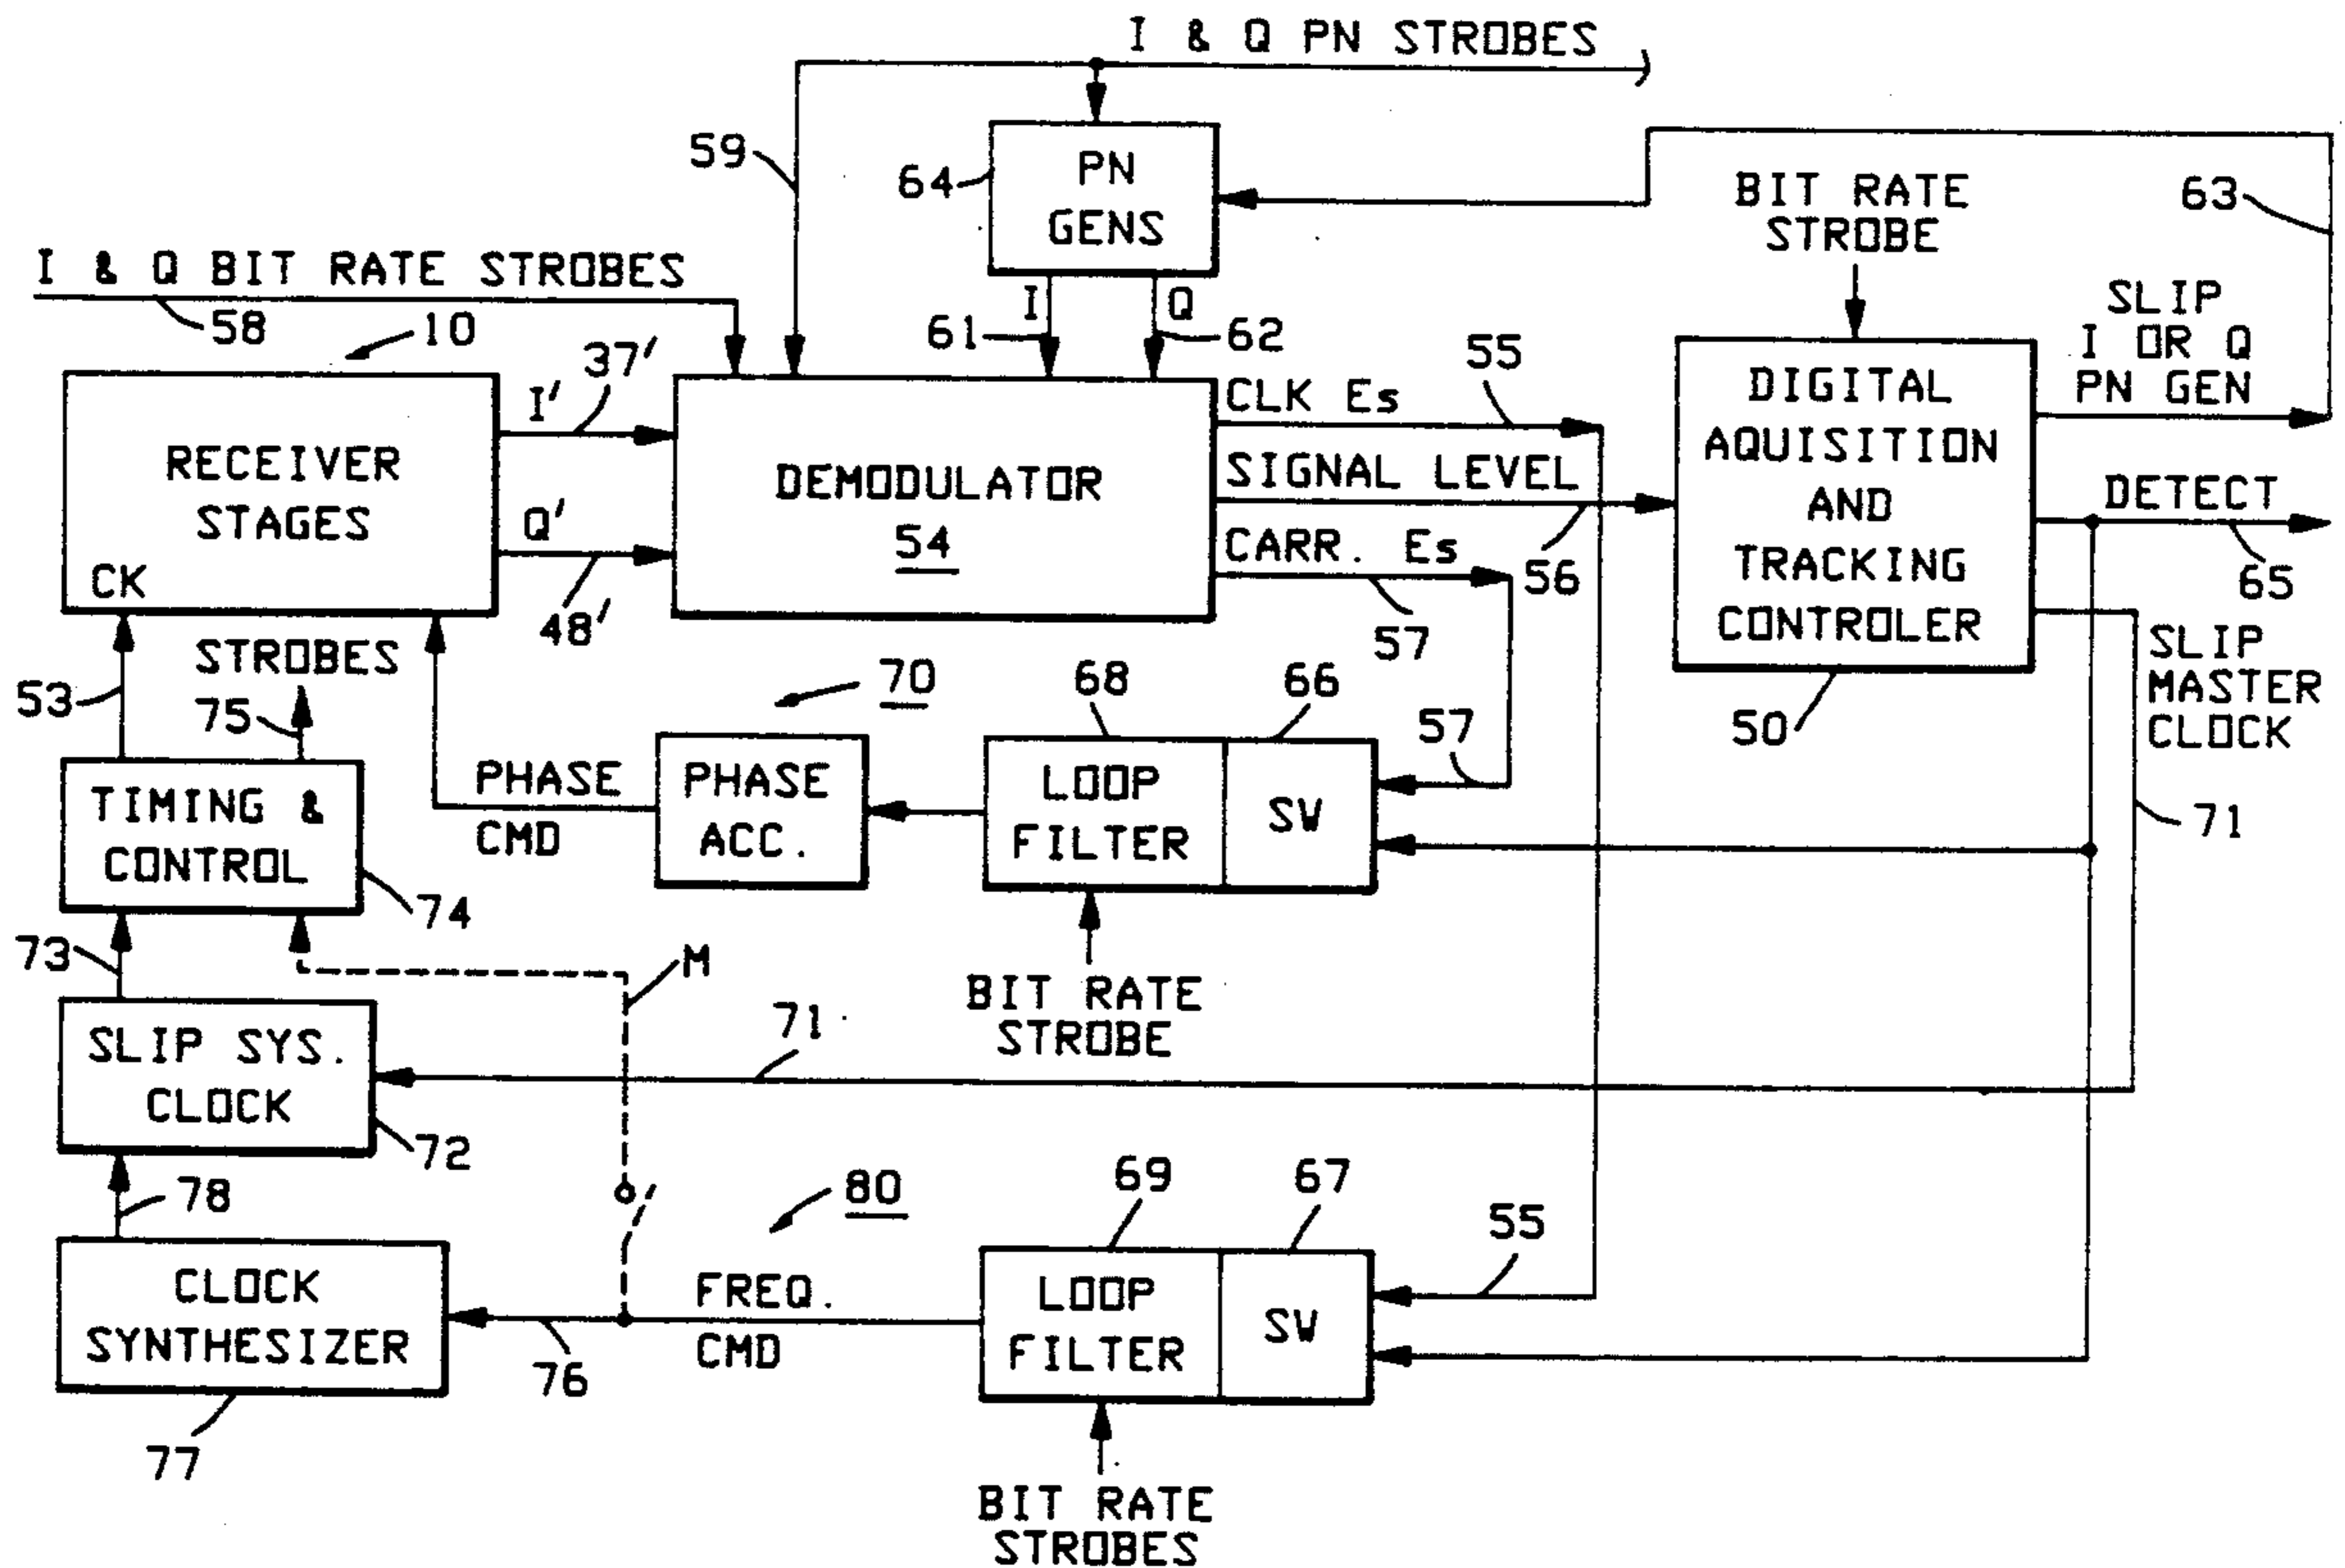 I & Q PN STROBES
59
64
PN
GENS
BIT RATE
STROBE
63
I & Q BIT RATE STROBES
58
10
I
Q
61
62
SLIP
I OR Q
PN GEN
37'
I'
RECEIVER
STAGES
CK
Q'
48'
DEMODULATOR
54
CLK Es
55
SIGNAL LEVEL
56
CARR. Es
57
DIGITAL
AQUISITION
AND
TRACKING
CONTROLER
50
DETECT
65
SLIP
MASTER
CLOCK
71
53
STROBES
75
70
68
66
57
TIMING &
CONTROL
74
PHASE
CMD
PHASE
ACC.
LOOP
FILTER
SW
BIT RATE
STROBE
73
M
71
SLIP SYS.
CLOCK
72
78
80
69
67
55
CLOCK
SYNTHESIZER
77
76
FREQ.
CMD
LOOP
FILTER
SW
BIT RATE
STROBES